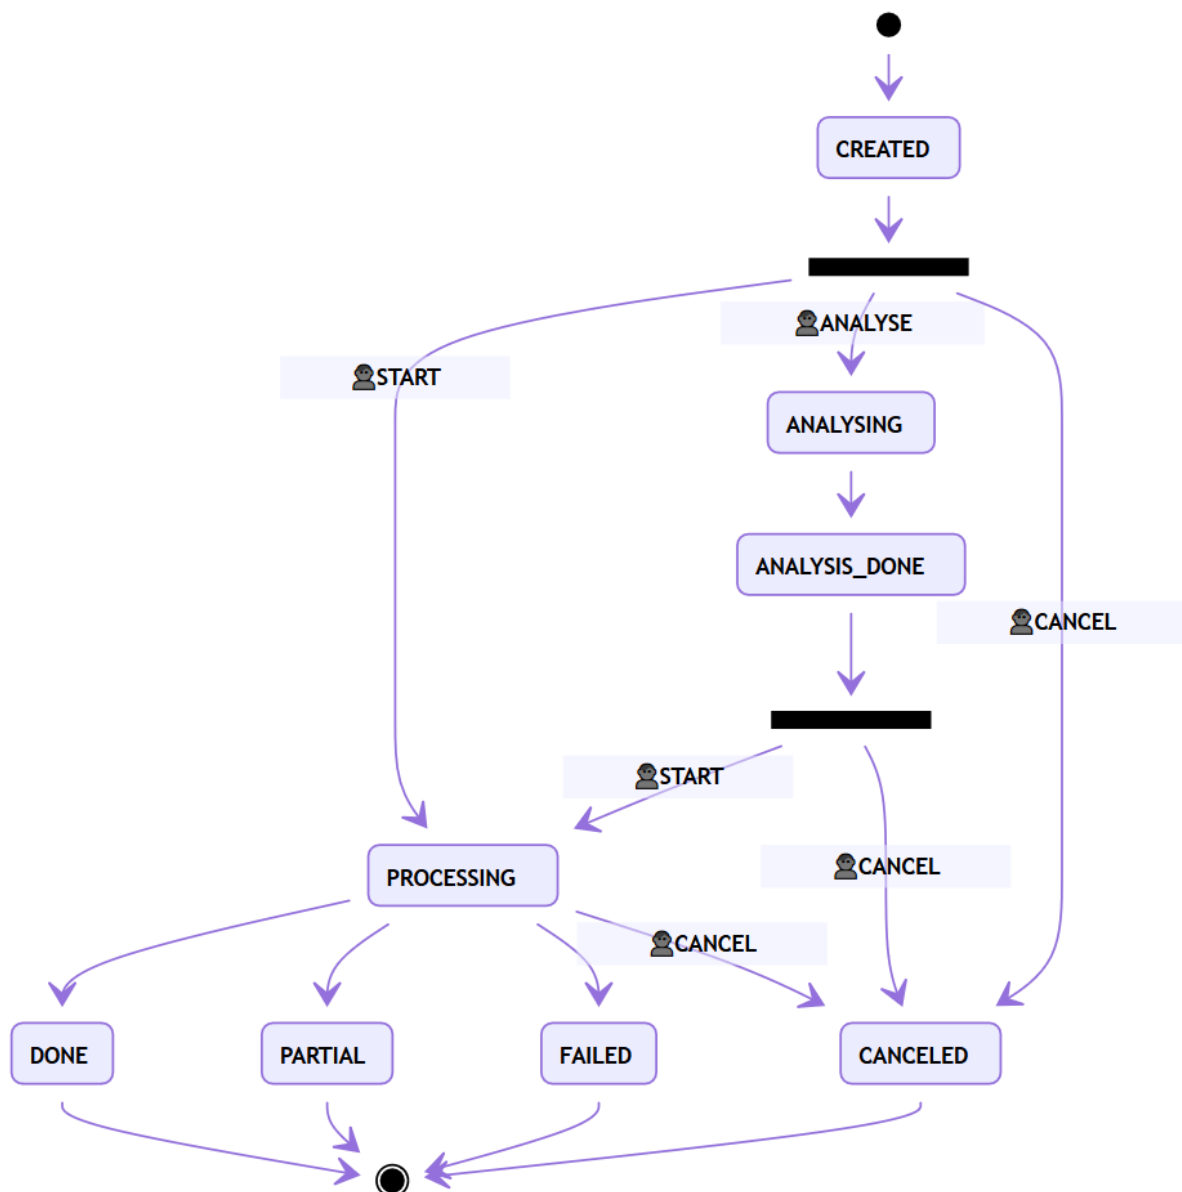 CREATED
ANALYSE
START
ANALYSING
ANALYSIS_DONE
CANCEL
START
CANCEL
PROCESSING
CANCEL
DONE
PARTIAL
FAILED
CANCELED